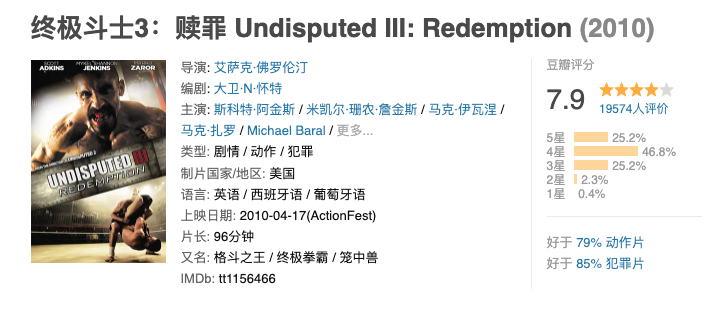 终极斗士3：赎罪 Undisputed III: Redemption (2010)
SCOTT ADKINS MYKEL SHANNON JENKINS MARKO ZAROR
UNDISPUTED III
REDEMPTION
导演: 艾萨克·佛罗伦汀
编剧: 大卫·N·怀特
主演: 斯科特·阿金斯 / 米凯尔·珊农·詹金斯 / 马克·伊瓦涅 /
马克·扎罗 / Michael Baral / 更多...
类型: 剧情 / 动作 / 犯罪
制片国家/地区: 美国
语言: 英语 / 西班牙语 / 葡萄牙语
上映日期: 2010-04-17(ActionFest)
片长: 96分钟
又名: 格斗之王 / 终极拳霸 / 笼中兽
IMDb: tt1156466
豆瓣评分
7.9
19574人评价
5星 25.2%
4星 46.8%
3星 25.2%
2星 2.3%
1星 0.4%
好于 79% 动作片
好于 85% 犯罪片